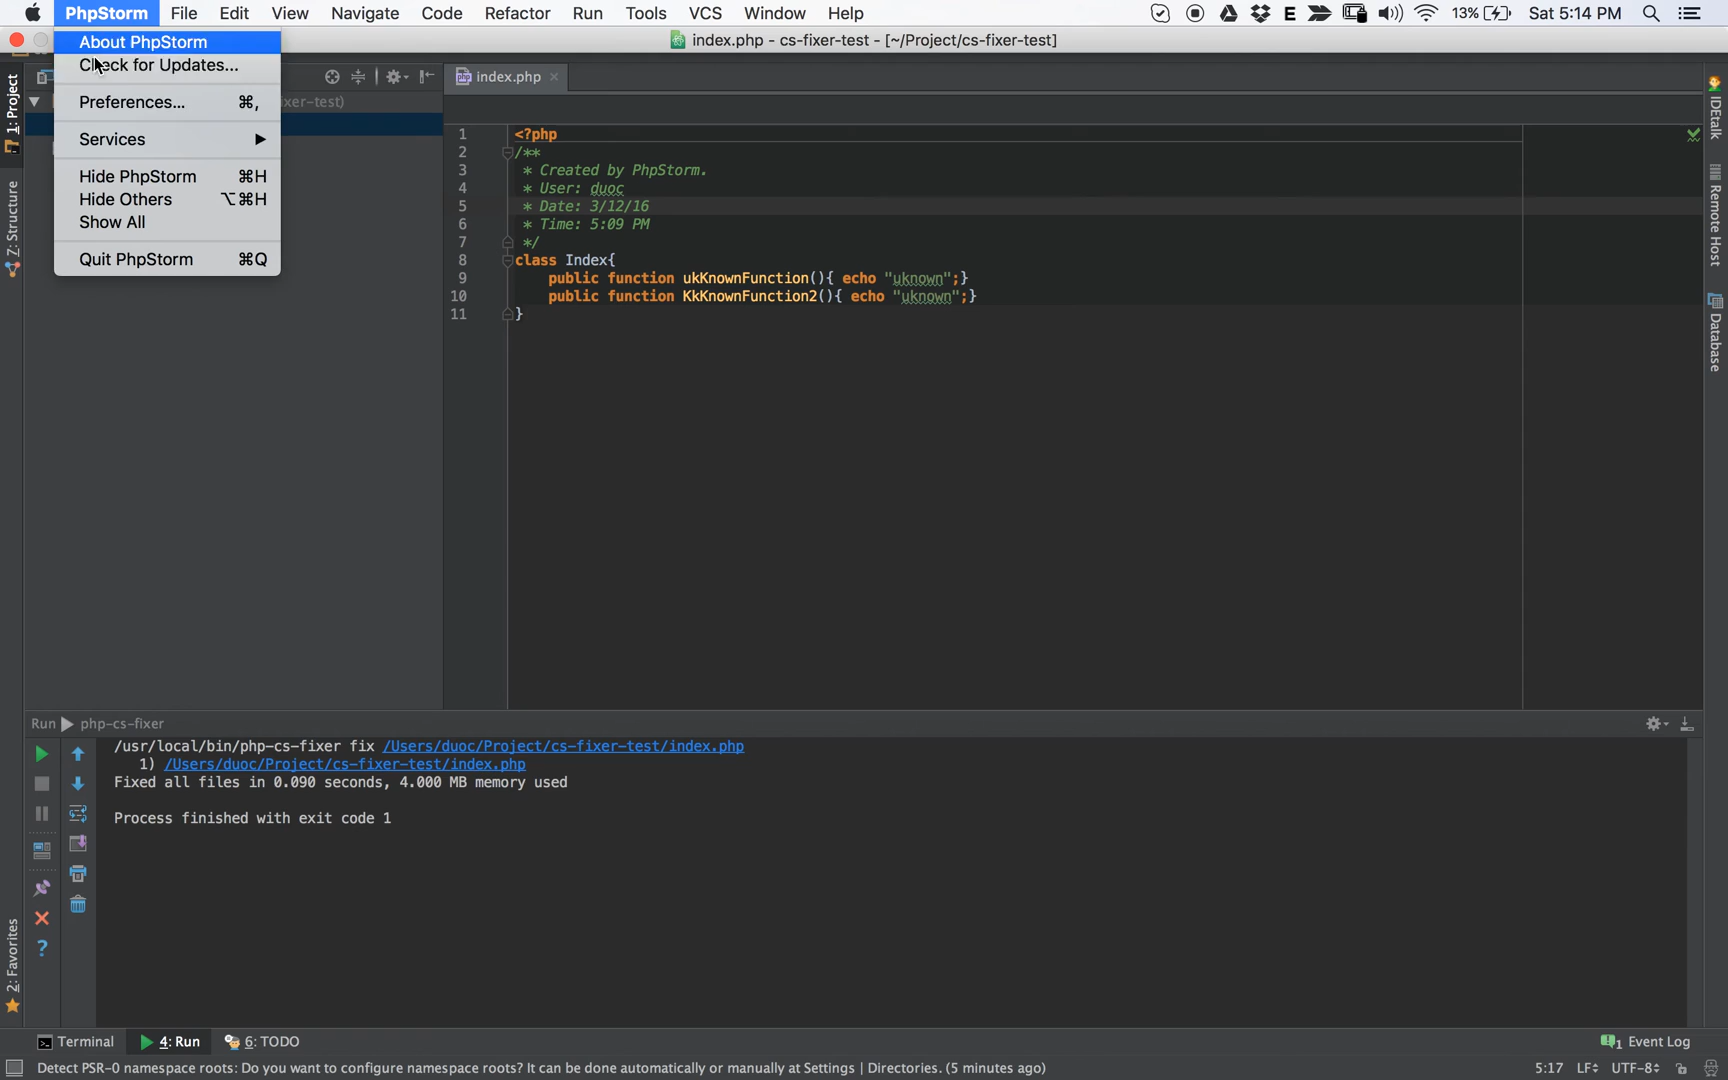 PhpStorm File Edit View Navigate Code Refactor Run Tools VCS Window Help E 13% Sat 5:14 PM
index.php - cs-fixer-test - [~/Project/cs-fixer-test]
About PhpStorm
Check for Updates...
Preferences... ⌘,
Services ▶
Hide PhpStorm ⌘H
Hide Others ⌥⌘H
Show All
Quit PhpStorm ⌘Q
ixer-test)
index.php
1: Project
Z: Structure
2: Favorites
IDEtalk
Remote Host
Database
1 <?php
2 /**
3 * Created by PhpStorm.
4 * User: duoc
5 * Date: 3/12/16
6 * Time: 5:09 PM
7 */
8 class Index{
9 public function ukKnownFunction(){ echo "uknown";}
10 public function KkKnownFunction2(){ echo "uknown";}
11 }
Run php-cs-fixer
/usr/local/bin/php-cs-fixer fix /Users/duoc/Project/cs-fixer-test/index.php
1) /Users/duoc/Project/cs-fixer-test/index.php
Fixed all files in 0.090 seconds, 4.000 MB memory used
Process finished with exit code 1
Terminal 4: Run 6: TODO 1 Event Log
Detect PSR-0 namespace roots: Do you want to configure namespace roots? It can be done automatically or manually at Settings | Directories. (5 minutes ago) 5:17 LF UTF-8